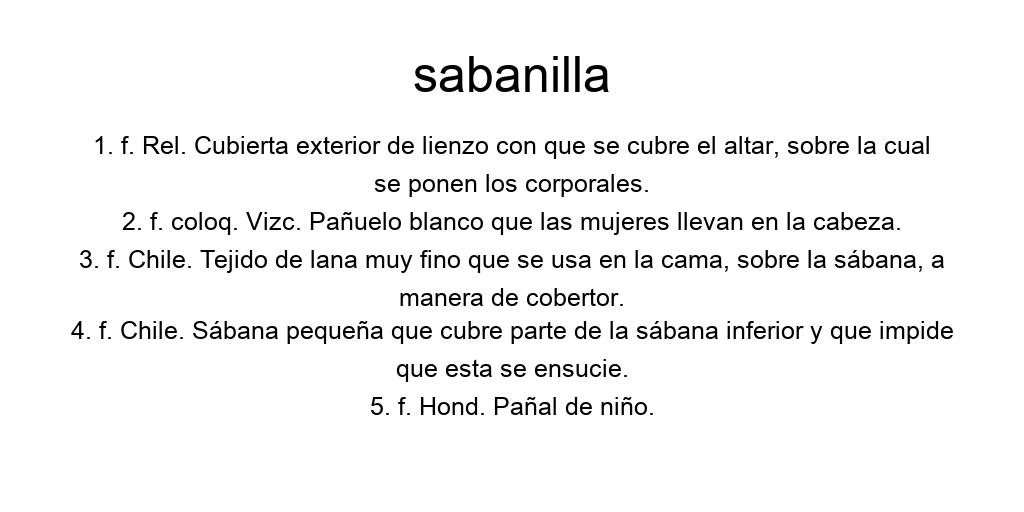 sabanilla
1. f. Rel. Cubierta exterior de lienzo con que se cubre el altar, sobre la cual
se ponen los corporales.
2. f. coloq. Vizc. Pañuelo blanco que las mujeres llevan en la cabeza.
3. f. Chile. Tejido de lana muy fino que se usa en la cama, sobre la sábana, a
manera de cobertor.
4. f. Chile. Sábana pequeña que cubre parte de la sábana inferior y que impide
que esta se ensucie.
5. f. Hond. Pañal de niño.